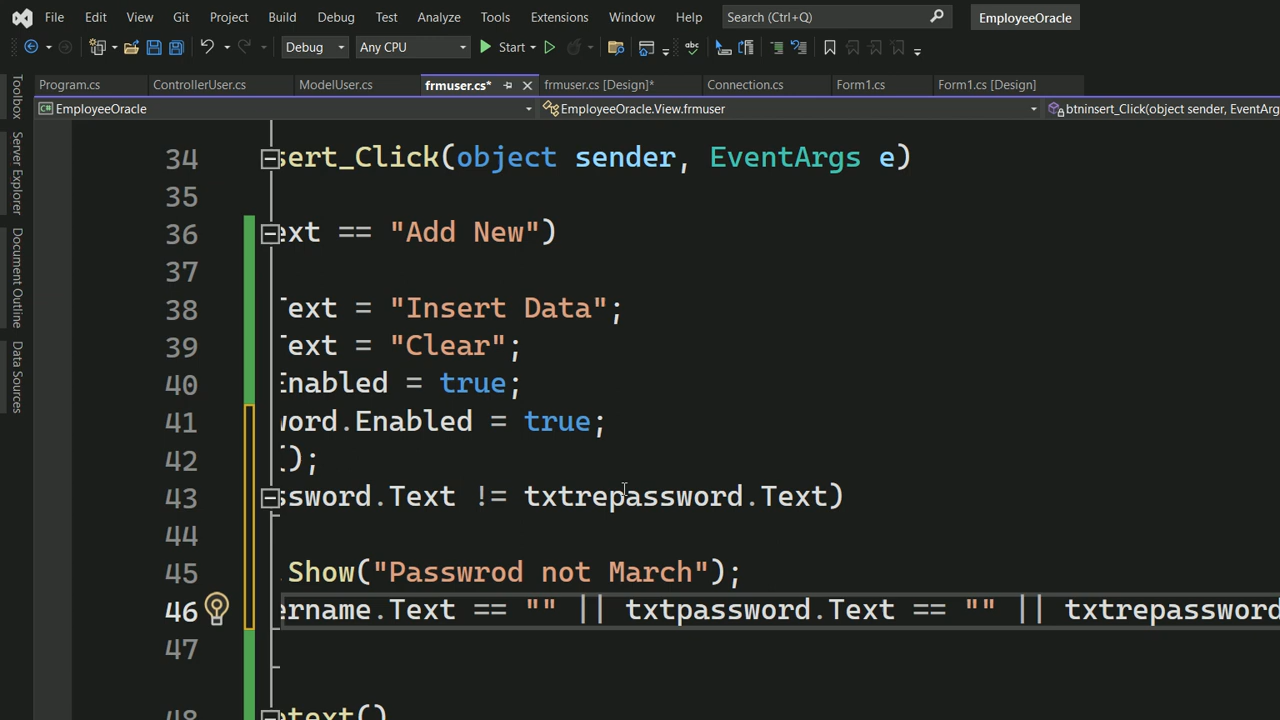 File Edit View Git Project Build Debug Test Analyze Tools Extensions Window Help Search (Ctrl+Q) EmployeeOracle
Debug Any CPU Start abc
Program.cs ControllerUser.cs ModelUser.cs frmuser.cs* frmuser.cs [Design]* Connection.cs Form1.cs Form1.cs [Design]
C# EmployeeOracle EmployeeOracle.View.frmuser btninsert_Click(object sender, EventArg
Toolbox
Server Explorer
Document Outline
Data Sources
34 sert_Click(object sender, EventArgs e)
35
36 ext == "Add New")
37
38 Text = "Insert Data";
39 Text = "Clear";
40 Enabled = true;
41 word.Enabled = true;
42 ();
43 ssword.Text != txtrepassword.Text)
44
45 .Show("Passwrod not March");
46 ername.Text == "" || txtpassword.Text == "" || txtrepassword
47
48 etext()